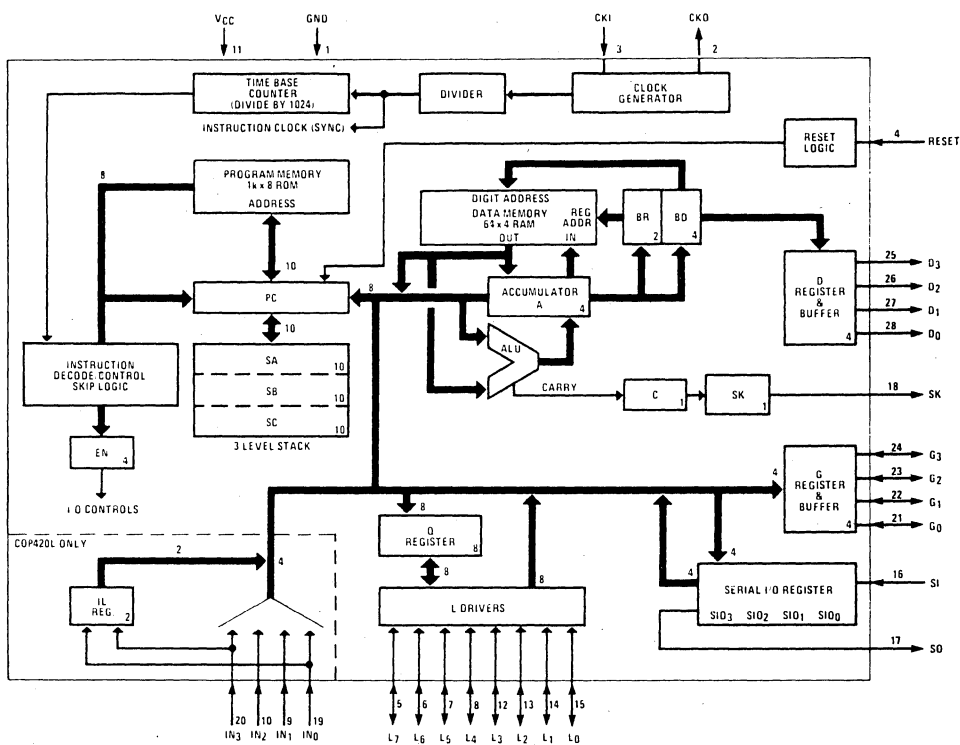 VCC
GND
CKI
CKO
11
1
3
2
TIME BASE
COUNTER
(DIVIDE BY 1024)
DIVIDER
CLOCK
GENERATOR
INSTRUCTION CLOCK (SYNC)
RESET
LOGIC
4
RESET
8
PROGRAM MEMORY
1k x 8 ROM
ADDRESS
DIGIT ADDRESS
DATA MEMORY
64 x 4 RAM
OUT
REG
ADDR
IN
BR
2
BD
4
10
PC
8
ACCUMULATOR
A
4
D
REGISTER
&
BUFFER
4
25
D3
26
D2
27
D1
28
D0
10
INSTRUCTION
DECODE/CONTROL
SKIP LOGIC
SA
10
SB
10
SC
10
3 LEVEL STACK
ALU
CARRY
C
1
SK
1
18
SK
EN
4
I/O CONTROLS
4
G
REGISTER
&
BUFFER
4
24
G3
23
G2
22
G1
21
G0
COP420L ONLY
2
4
IL
REG.
2
8
Q
REGISTER
8
8
8
L DRIVERS
4
4
SERIAL I/O REGISTER
SIO3 SIO2 SIO1 SIO0
16
SI
17
SO
20
10
9
19
IN3
IN2
IN1
IN0
5
6
7
8
12
13
14
15
L7
L6
L5
L4
L3
L2
L1
L0